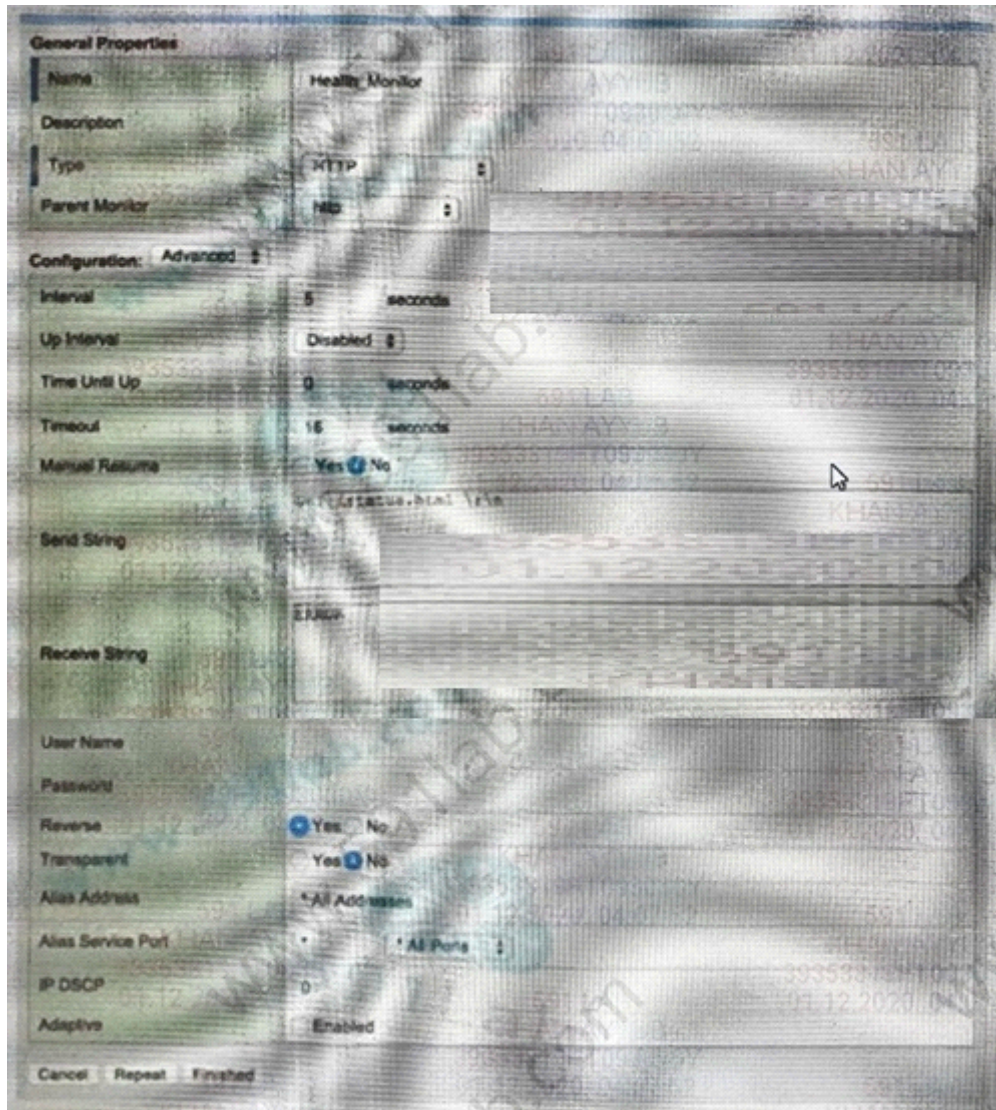 General Properties
Name Health_Monitor
Description
Type HTTP
Parent Monitor http
Configuration: Advanced
Interval 5 seconds
Up Interval Disabled
Time Until Up 0 seconds
Timeout 16 seconds
Manual Resume Yes No
/status.html \r\n
Send String
ERROR
Receive String
User Name
Password
Reverse Yes No
Transparent Yes No
Alias Address * All Addresses
Alias Service Port * * All Ports
IP DSCP 0
Adaptive Enabled
Cancel Repeat Finished